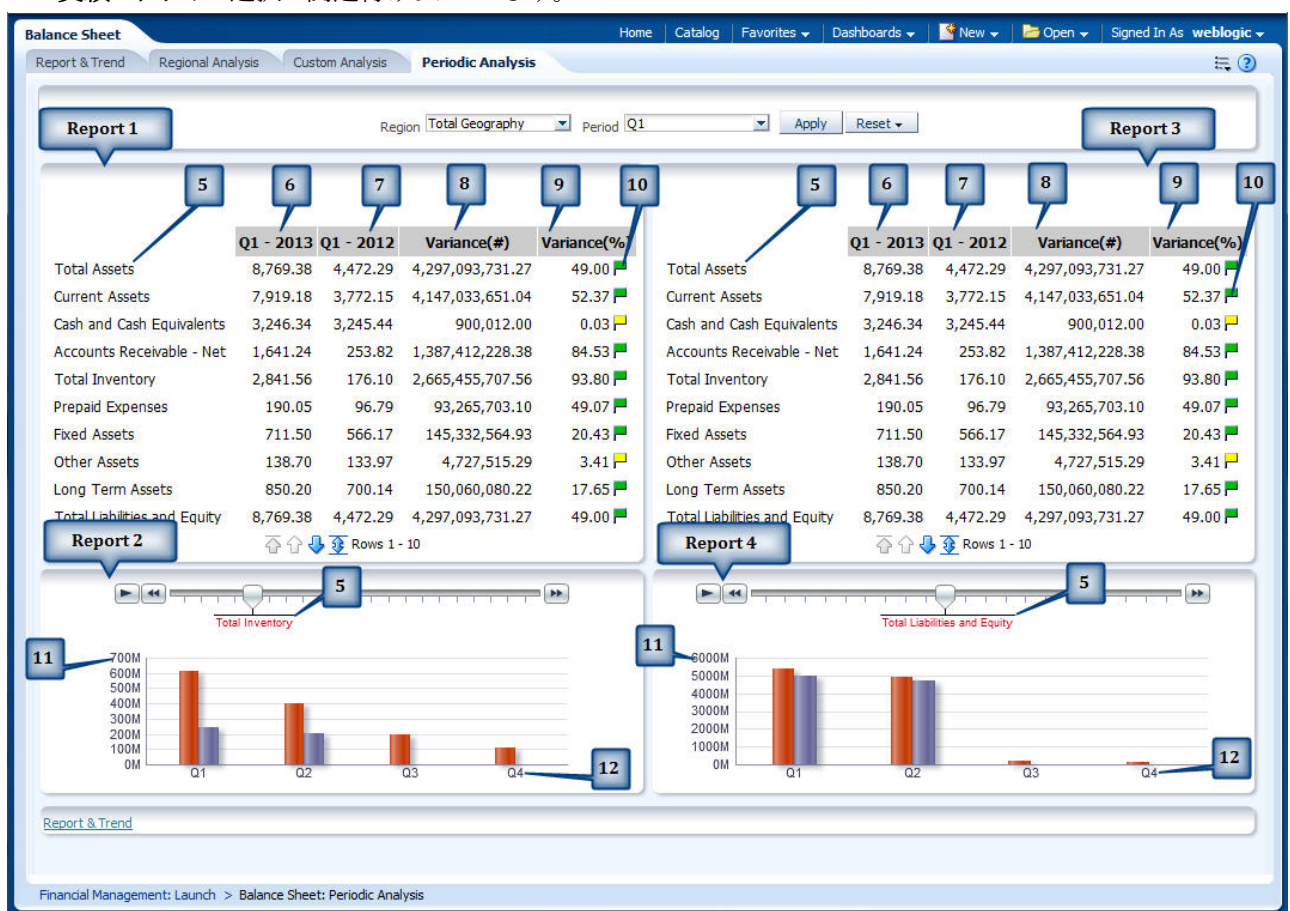 Balance Sheet Home Catalog Favorites Dashboards New Open Signed In As weblogic
Report & Trend Regional Analysis Custom Analysis Periodic Analysis
Report 1 Region Total Geography Period Q1 Apply Reset Report 3
5 6 7 8 9 10 5 6 7 8 9 10
Q1 - 2013 Q1 - 2012 Variance(#) Variance(%) Q1 - 2013 Q1 - 2012 Variance(#) Variance(%)
Total Assets 8,769.38 4,472.29 4,297,093,731.27 49.00 Total Assets 8,769.38 4,472.29 4,297,093,731.27 49.00
Current Assets 7,919.18 3,772.15 4,147,033,651.04 52.37 Current Assets 7,919.18 3,772.15 4,147,033,651.04 52.37
Cash and Cash Equivalents 3,246.34 3,245.44 900,012.00 0.03 Cash and Cash Equivalents 3,246.34 3,245.44 900,012.00 0.03
Accounts Receivable - Net 1,641.24 253.82 1,387,412,228.38 84.53 Accounts Receivable - Net 1,641.24 253.82 1,387,412,228.38 84.53
Total Inventory 2,841.56 176.10 2,665,455,707.56 93.80 Total Inventory 2,841.56 176.10 2,665,455,707.56 93.80
Prepaid Expenses 190.05 96.79 93,265,703.10 49.07 Prepaid Expenses 190.05 96.79 93,265,703.10 49.07
Fixed Assets 711.50 566.17 145,332,564.93 20.43 Fixed Assets 711.50 566.17 145,332,564.93 20.43
Other Assets 138.70 133.97 4,727,515.29 3.41 Other Assets 138.70 133.97 4,727,515.29 3.41
Long Term Assets 850.20 700.14 150,060,080.22 17.65 Long Term Assets 850.20 700.14 150,060,080.22 17.65
Total Liabilities and Equity 8,769.38 4,472.29 4,297,093,731.27 49.00 Total Liabilities and Equity 8,769.38 4,472.29 4,297,093,731.27 49.00
Report 2 Rows 1 - 10 Report 4 Rows 1 - 10
5 5
Total Inventory Total Liabilities and Equity
11 11
700M
600M
500M
400M
300M
200M
100M
0M
Q1 Q2 Q3 Q4 12
6000M
5000M
4000M
3000M
2000M
1000M
0M
Q1 Q2 Q3 Q4 12
Report & Trend
Financial Management: Launch > Balance Sheet: Periodic Analysis